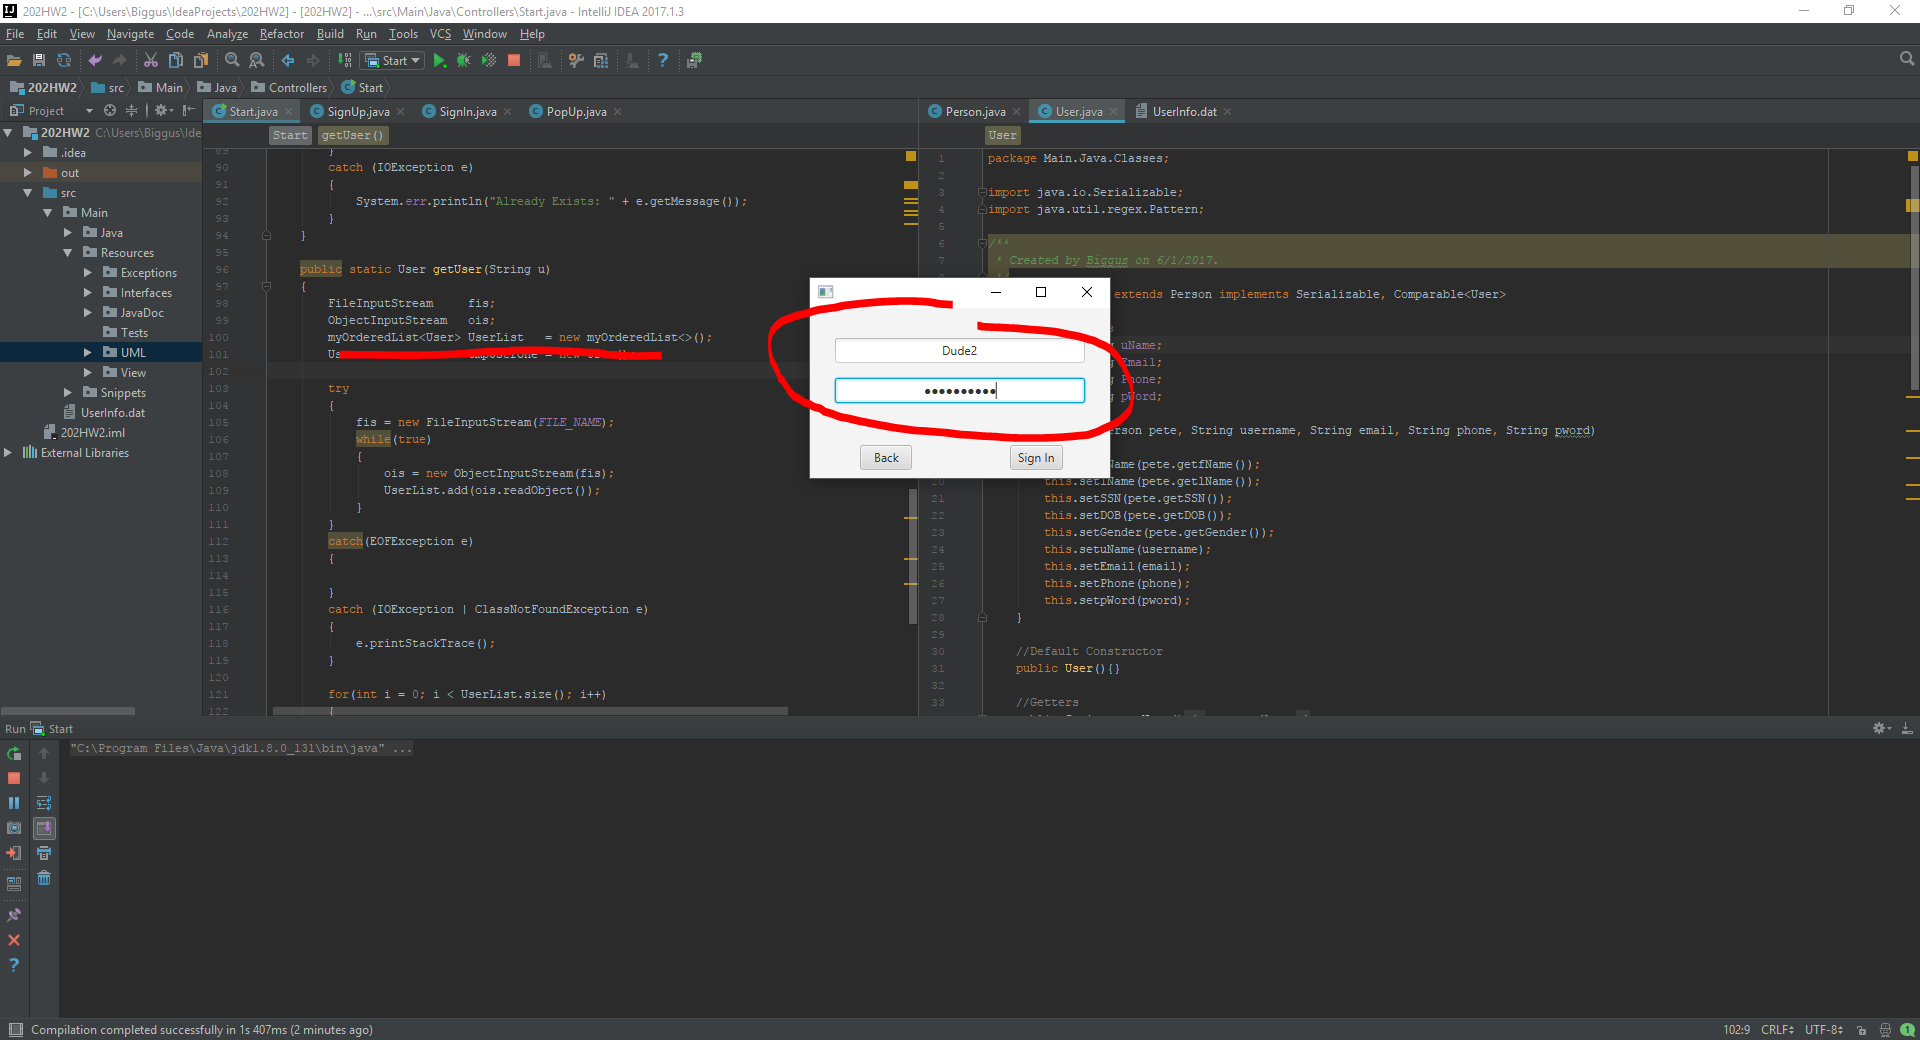 202HW2 - [C:\Users\Biggus\IdeaProjects\202HW2] - [202HW2] - ...\src\Main\Java\Controllers\Start.java - IntelliJ IDEA 2017.1.3
File Edit View Navigate Code Analyze Refactor Build Run Tools VCS Window Help
Start
202HW2 src Main Java Controllers Start
Project
Start.java SignUp.java SignIn.java PopUp.java
Person.java User.java UserInfo.dat
202HW2 C:\Users\Biggus\Ide
.idea
out
src
Main
Java
Resources
Exceptions
Interfaces
JavaDoc
Tests
UML
View
Snippets
UserInfo.dat
202HW2.iml
External Libraries
Start getUser()
89 }
90 catch (IOException e)
91 {
92 System.err.println("Already Exists: " + e.getMessage());
93 }
94 }
95
96 public static User getUser(String u)
97 {
98 FileInputStream fis;
99 ObjectInputStream ois;
100 myOrderedList<User> UserList = new myOrderedList<>();
101 Us
102
103 try
104 {
105 fis = new FileInputStream(FILE_NAME);
106 while(true)
107 {
108 ois = new ObjectInputStream(fis);
109 UserList.add(ois.readObject());
110 }
111 }
112 catch(EOFException e)
113 {
114
115 }
116 catch (IOException | ClassNotFoundException e)
117 {
118 e.printStackTrace();
119 }
120
121 for(int i = 0; i < UserList.size(); i++)
122 {
User
1 package Main.Java.Classes;
2
3 import java.io.Serializable;
4 import java.util.regex.Pattern;
5
6 /**
7 * Created by Biggus on 6/1/2017.
extends Person implements Serializable, Comparable<User>
s
g uName;
g Email;
g Phone;
g pWord;
erson pete, String username, String email, String phone, String pword)
Name(pete.getfName());
20 this.setlName(pete.getlName());
21 this.setSSN(pete.getSSN());
22 this.setDOB(pete.getDOB());
23 this.setGender(pete.getGender());
24 this.setuName(username);
25 this.setEmail(email);
26 this.setPhone(phone);
27 this.setpWord(pword);
28 }
29
30 //Default Constructor
31 public User(){}
32
33 //Getters
Dude2
••••••••••
Back Sign In
Run Start
"C:\Program Files\Java\jdk1.8.0_131\bin\java" ...
Compilation completed successfully in 1s 407ms (2 minutes ago)
102:9 CRLF UTF-8 1